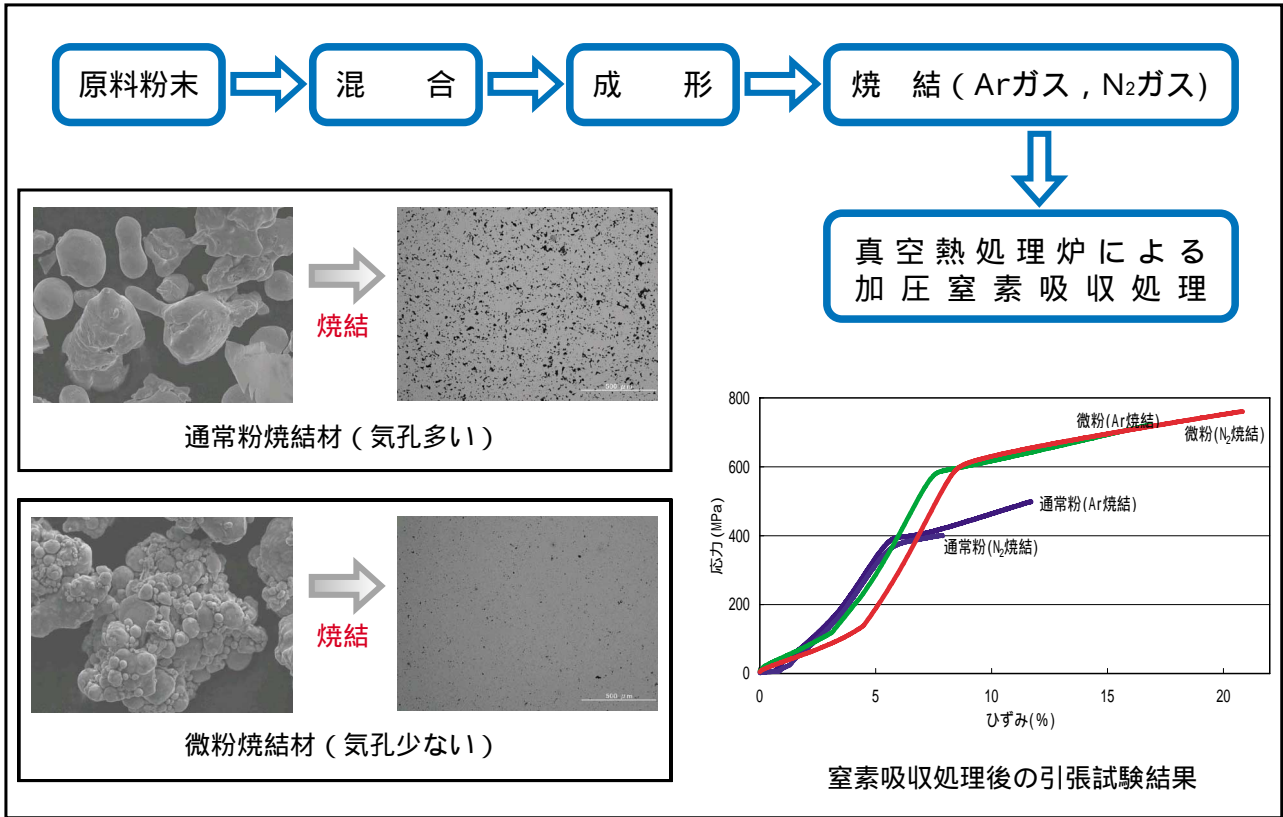 原料粉末
混 合
成 形
焼 結 ( Arガス , N₂ガス)
真空熱処理炉による
加圧窒素吸収処理
焼結
500 μm
通常粉焼結材 ( 気孔多い )
焼結
500 μm
微粉焼結材 ( 気孔少ない )
800
600
400
200
0
応力(MPa)
微粉(Ar焼結)
微粉(N₂焼結)
通常粉(Ar焼結)
通常粉(N₂焼結)
0 5 10 15 20
ひずみ(%)
窒素吸収処理後の引張試験結果